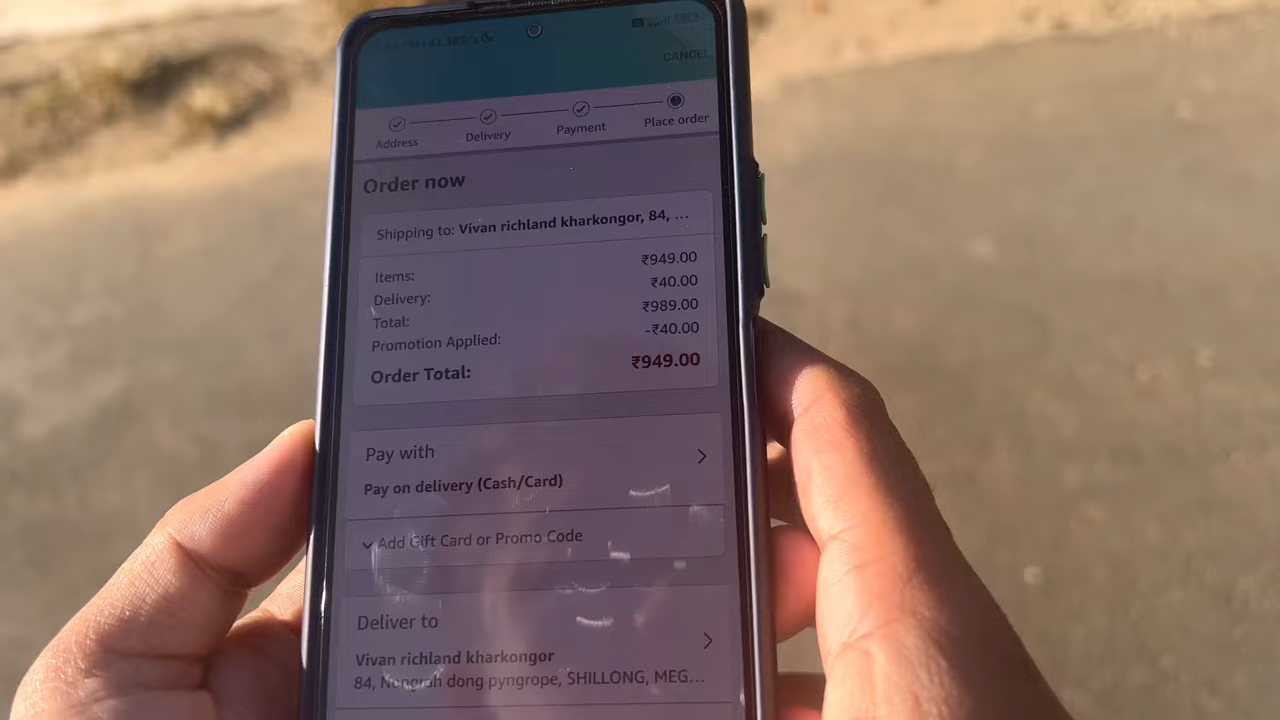 CANCEL
Address
Delivery
Payment
Place order
Order now
Shipping to: Vivan richland kharkongor, 84, ...
Items: ₹949.00
Delivery: ₹40.00
Total: ₹989.00
Promotion Applied: -₹40.00
Order Total: ₹949.00
Pay with
Pay on delivery (Cash/Card)
Add Gift Card or Promo Code
Deliver to
Vivan richland kharkongor
84, Nongrah dong pyngrope, SHILLONG, MEG...